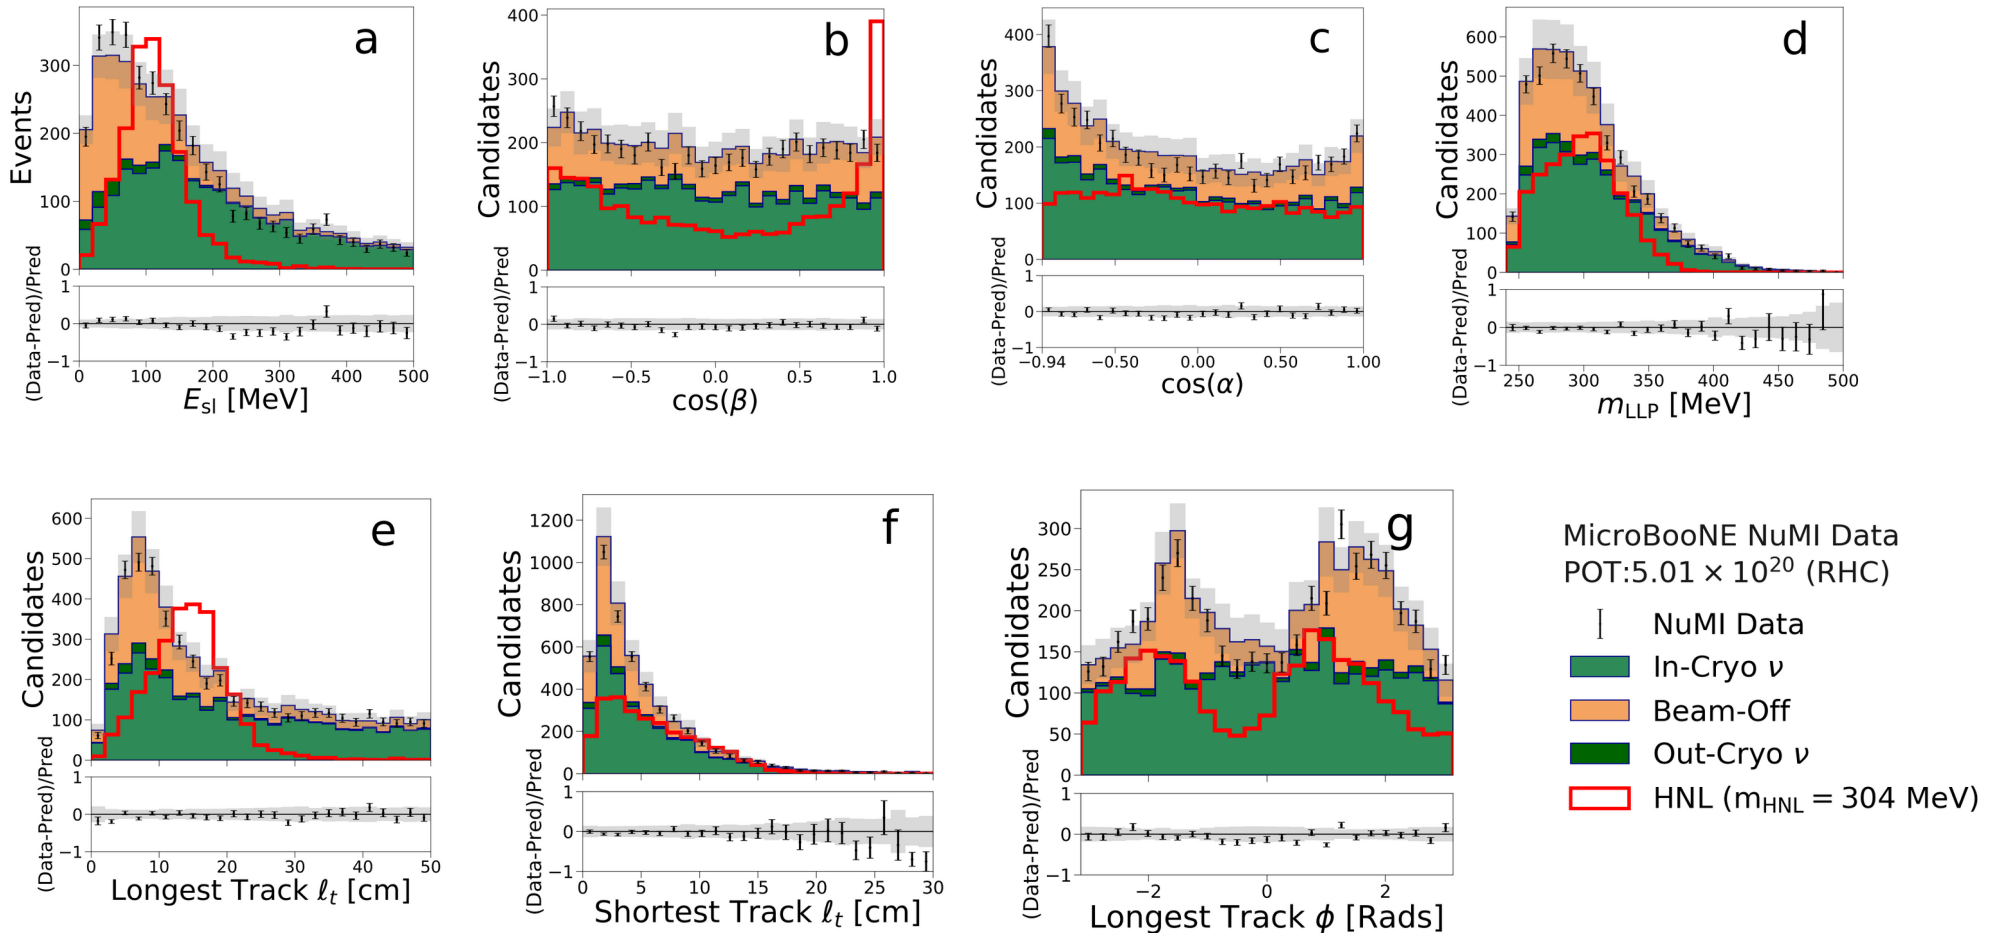 a
Events
300
200
100
0
(Data-Pred)/Pred
1
0
−1
0 100 200 300 400 500
E_sl [MeV]
b
Candidates
400
300
200
100
0
(Data-Pred)/Pred
1
0
−1
−1.0 −0.5 0.0 0.5 1.0
cos(β)
c
Candidates
400
300
200
100
0
(Data-Pred)/Pred
1
0
−1
−0.94 −0.50 0.00 0.50 1.00
cos(α)
d
Candidates
600
500
400
300
200
100
0
(Data-Pred)/Pred
1
0
−1
250 300 350 400 450 500
m_LLP [MeV]
e
Candidates
600
500
400
300
200
100
0
(Data-Pred)/Pred
1
0
−1
0 10 20 30 40 50
Longest Track ℓ_t [cm]
f
Candidates
1200
1000
800
600
400
200
0
(Data-Pred)/Pred
1
0
−1
0 5 10 15 20 25 30
Shortest Track ℓ_t [cm]
g
Candidates
300
250
200
150
100
50
0
(Data-Pred)/Pred
1
0
−1
−2 0 2
Longest Track ϕ [Rads]
MicroBooNE NuMI Data
POT:5.01 × 10²⁰ (RHC)
NuMI Data
In-Cryo ν
Beam-Off
Out-Cryo ν
HNL (m_HNL = 304 MeV)